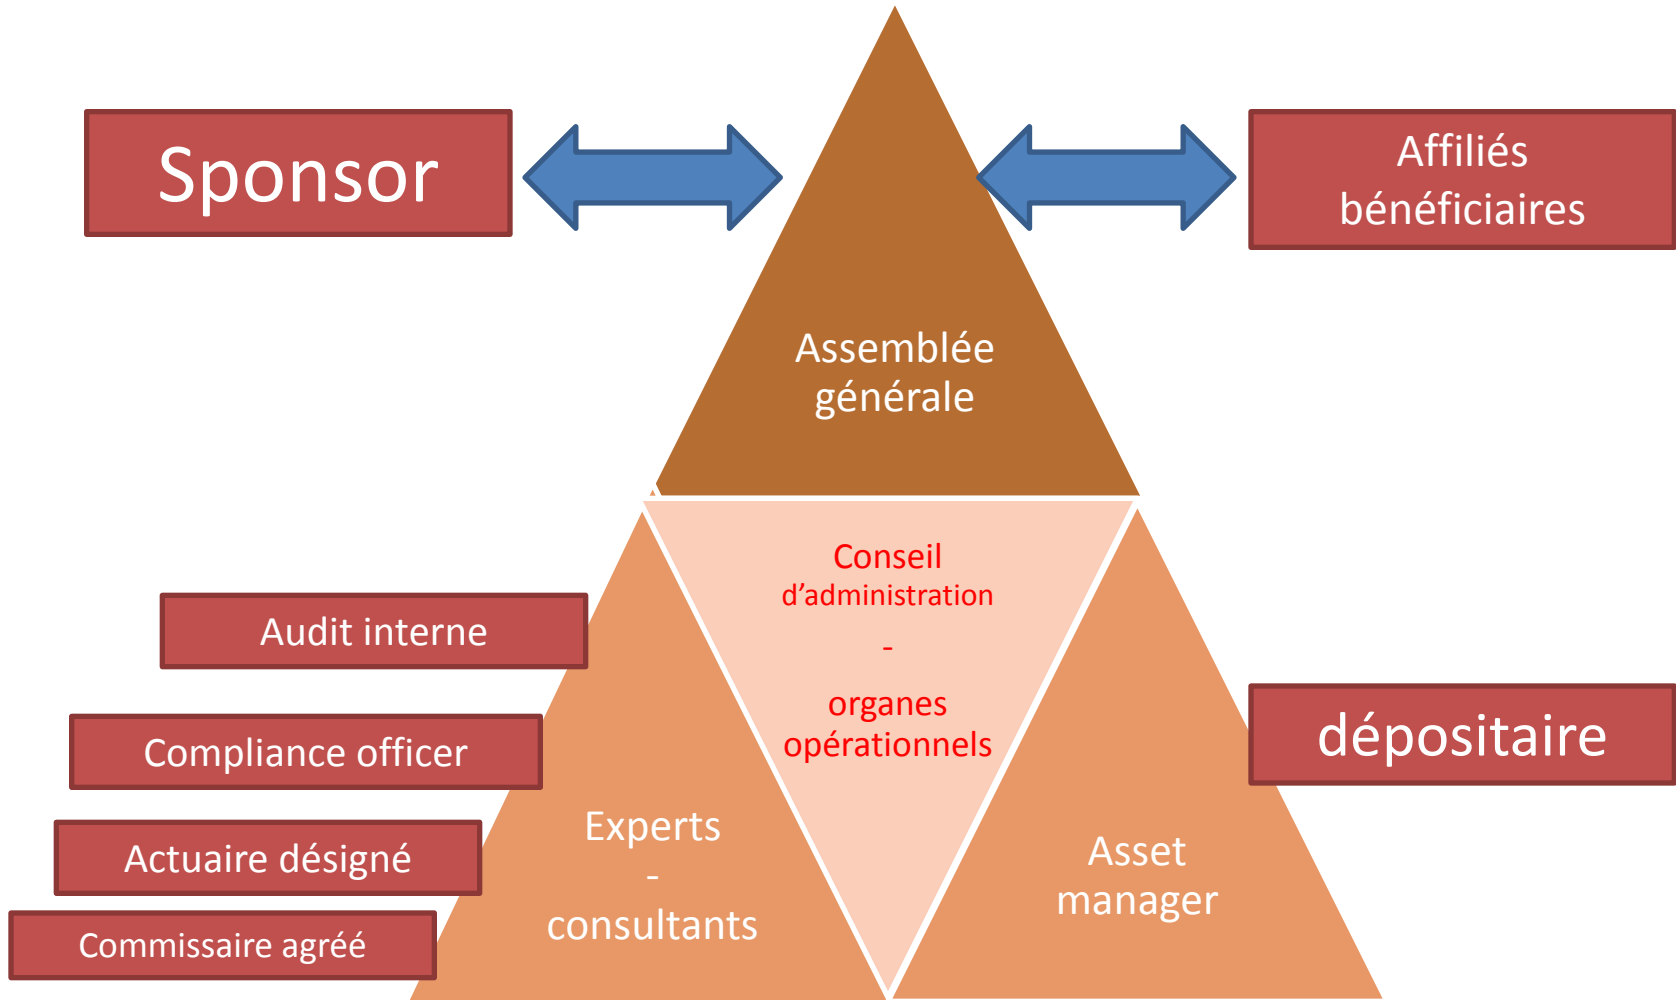 Sponsor
Affiliés
bénéficiaires
Assemblée
générale
Conseil
d’administration
-
organes
opérationnels
Audit interne
Compliance officer
Actuaire désigné
Commissaire agréé
Experts
-
consultants
dépositaire
Asset
manager